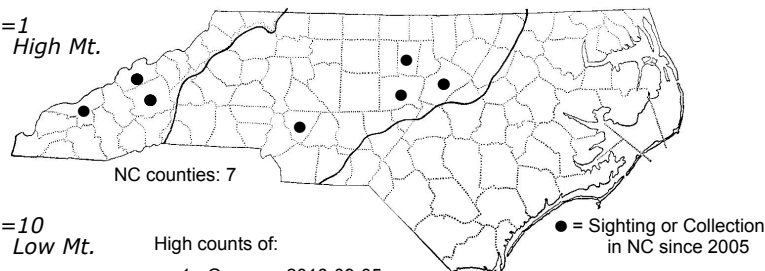 =1
High Mt.
NC counties: 7
=10
Low Mt.
High counts of:
● = Sighting or Collection
in NC since 2005